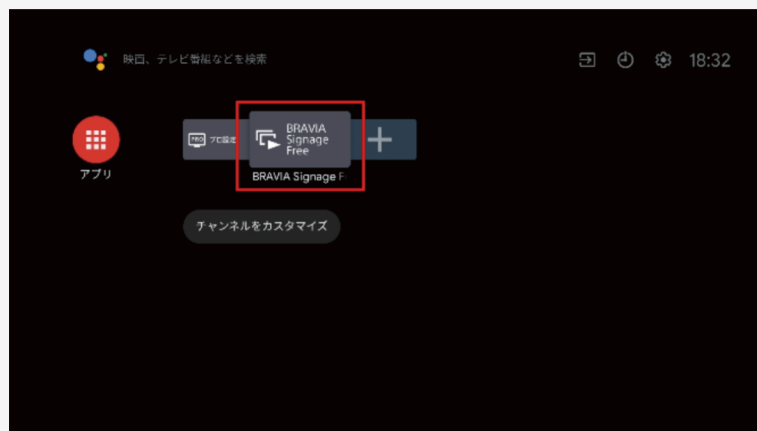 映画、テレビ番組などを検索
18:32
PRO
プロ設定
BRAVIA
Signage
Free
アプリ
BRAVIA Signage F
チャンネルをカスタマイズ